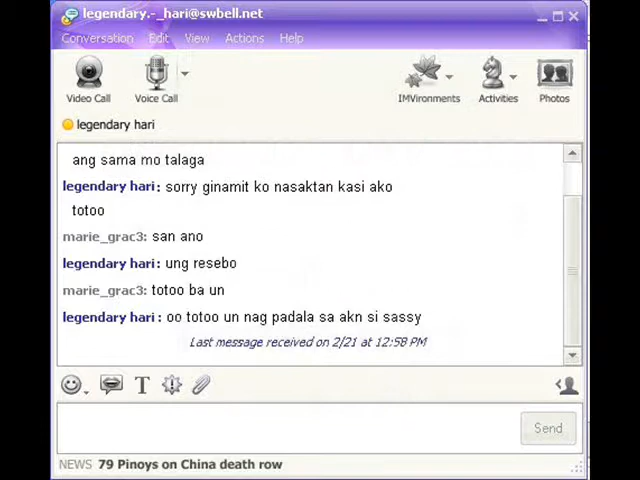 legendary.-_hari@swbell.net
Conversation Edit View Actions Help
Video Call Voice Call IMVironments Activities Photos
legendary hari
ang sama mo talaga
legendary hari: sorry ginamit ko nasaktan kasi ako
totoo
marie_grac3: san ano
legendary hari: ung resebo
marie_grac3: totoo ba un
legendary hari: oo totoo un nag padala sa akn si sassy
Last message received on 2/21 at 12:58 PM
T
Send
NEWS 79 Pinoys on China death row